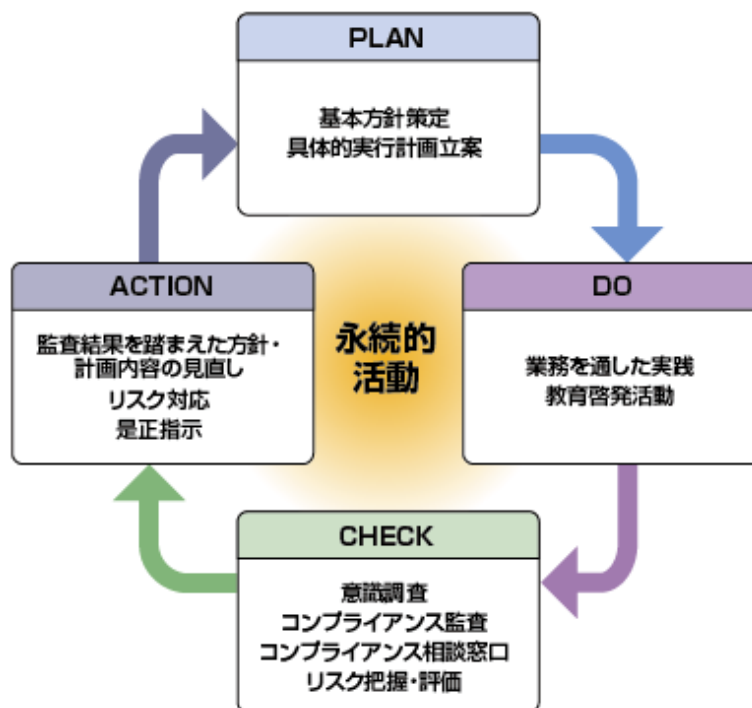 PLAN
基本方針策定
具体的実行計画立案
DO
業務を通した実践
教育啓発活動
CHECK
意識調査
コンプライアンス監査
コンプライアンス相談窓口
リスク把握・評価
ACTION
監査結果を踏まえた方針・
計画内容の見直し
リスク対応
是正指示
永続的
活動